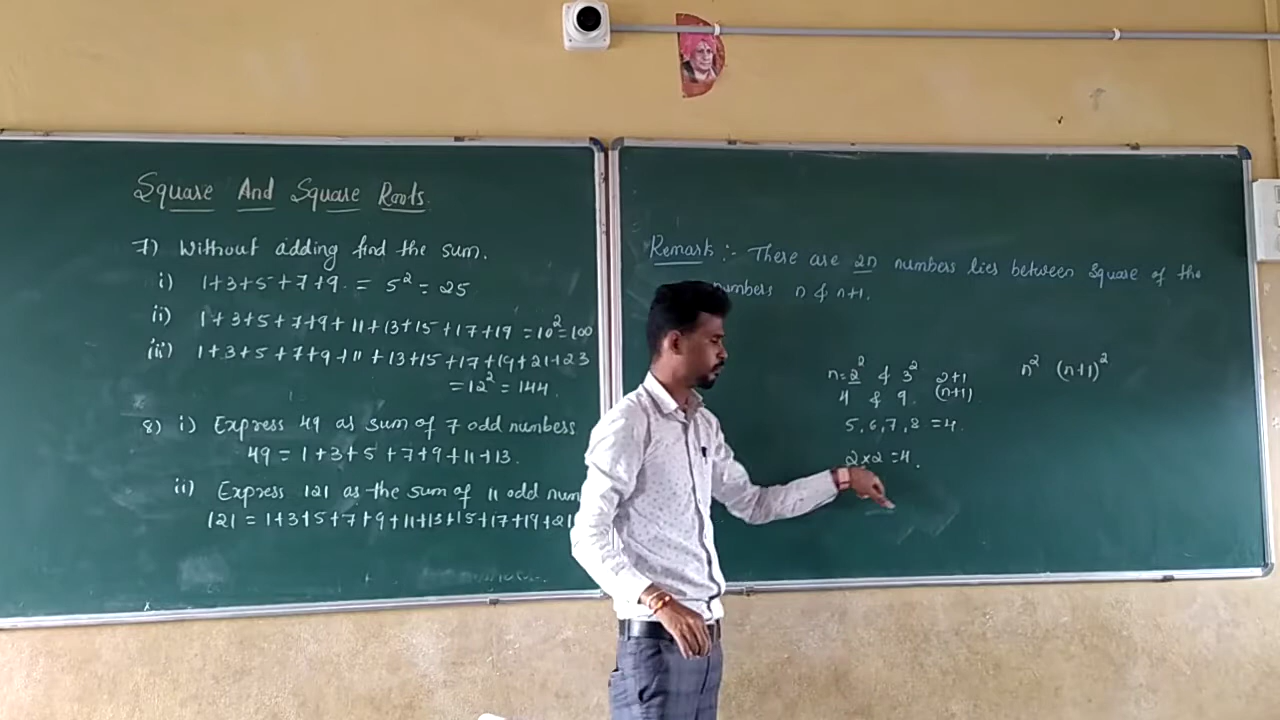 Square And Square Roots.
7) Without adding find the sum.
i) 1+3+5+7+9. = 5² = 25
ii) 1+3+5+7+9+11+13+15+17+19 = 10² = 100
iii) 1+3+5+7+9+11+13+15+17+19+21+23
= 12² = 144.
8) i) Express 49 as sum of 7 odd numbers
49 = 1+3+5+7+9+11+13.
ii) Express 121 as the sum of 11 odd num
121 = 1+3+5+7+9+11+13+15+17+19+21
Remark :- There are 2n numbers lies between Square of the
numbers n & n+1.
n=2² & 3² 2+1 n² (n+1)²
4 & 9. (n+1)
5,6,7,8 = 4.
2×2 = 4.